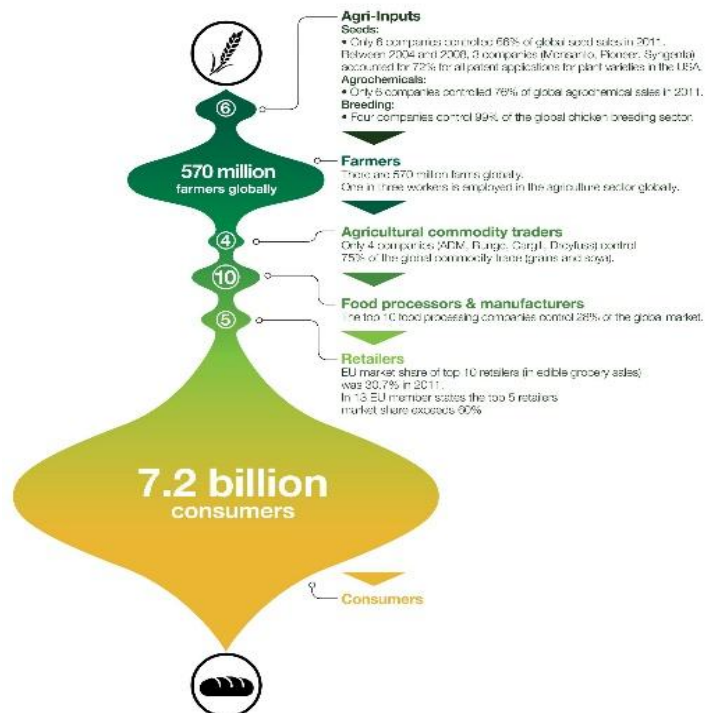 Agri-Inputs
Seeds:
• Only 6 companies controlled 66% of global seed sales in 2011.
Between 2004 and 2008, 3 companies (Monsanto, Pioneer, Syngenta)
accounted for 72% for all patent applications for plant varieties in the USA.
Agrochemicals:
• Only 6 companies controlled 76% of global agrochemical sales in 2011.
Breeding:
• Four companies control 99% of the global chicken breeding sector.
6
570 million
farmers globally
Farmers
There are 570 million farms globally.
One in three workers is employed in the agriculture sector globally.
4
Agricultural commodity traders
Only 4 companies (ADM, Bunge, Cargill, Dreyfuss) control
75% of the global commodity trade (grains and soya).
10
Food processors & manufacturers
The top 10 food processing companies control 28% of the global market.
5
Retailers
EU market share of top 10 retailers (in edible grocery sales)
was 30.7% in 2011.
In 13 EU member states the top 5 retailers
market share exceeds 60%
7.2 billion
consumers
Consumers